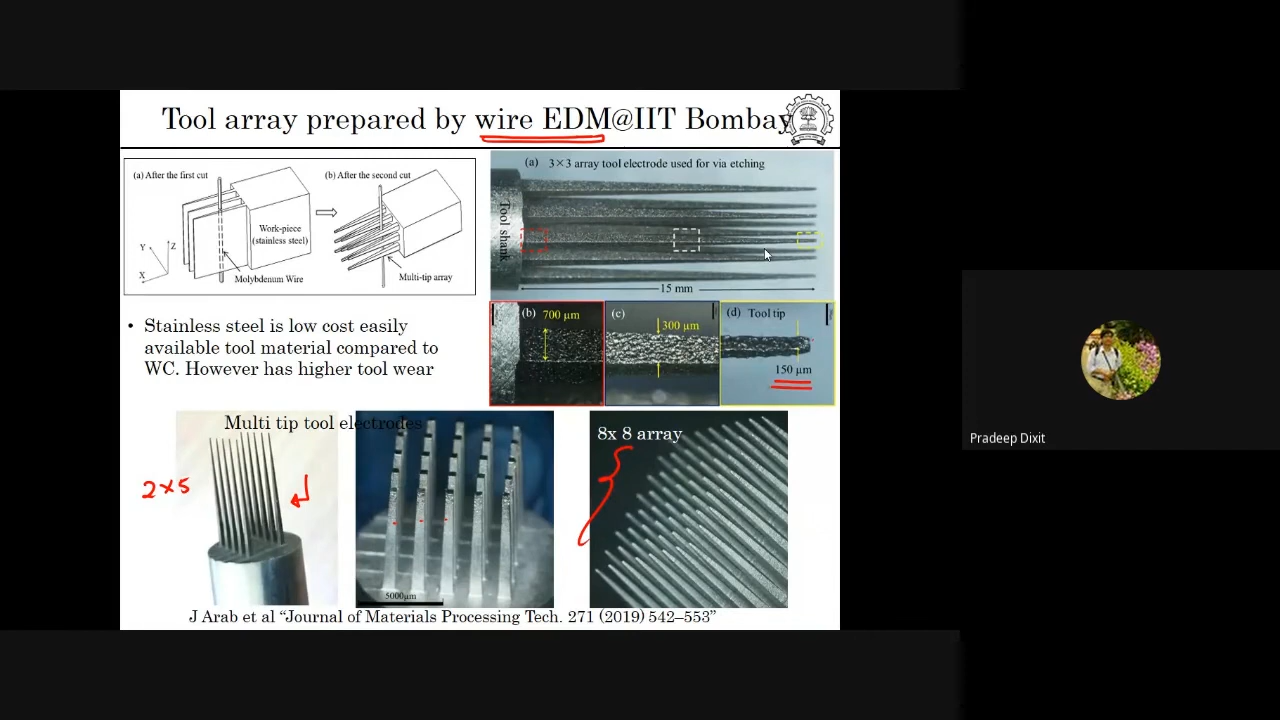 Tool array prepared by wire EDM@IIT Bombay
(a) After the first cut
(b) After the second cut
Work-piece
(stainless steel)
Y
Z
X
Molybdenum Wire
Multi-tip array
(a) 3×3 array tool electrode used for via etching
Tool shank
15 mm
(b) 700 µm
(c)
300 µm
(d) Tool tip
150 µm
• Stainless steel is low cost easily
available tool material compared to
WC. However has higher tool wear
Multi tip tool electrodes
2×5
5000µm
8x 8 array
J Arab et al “Journal of Materials Processing Tech. 271 (2019) 542–553”
Pradeep Dixit